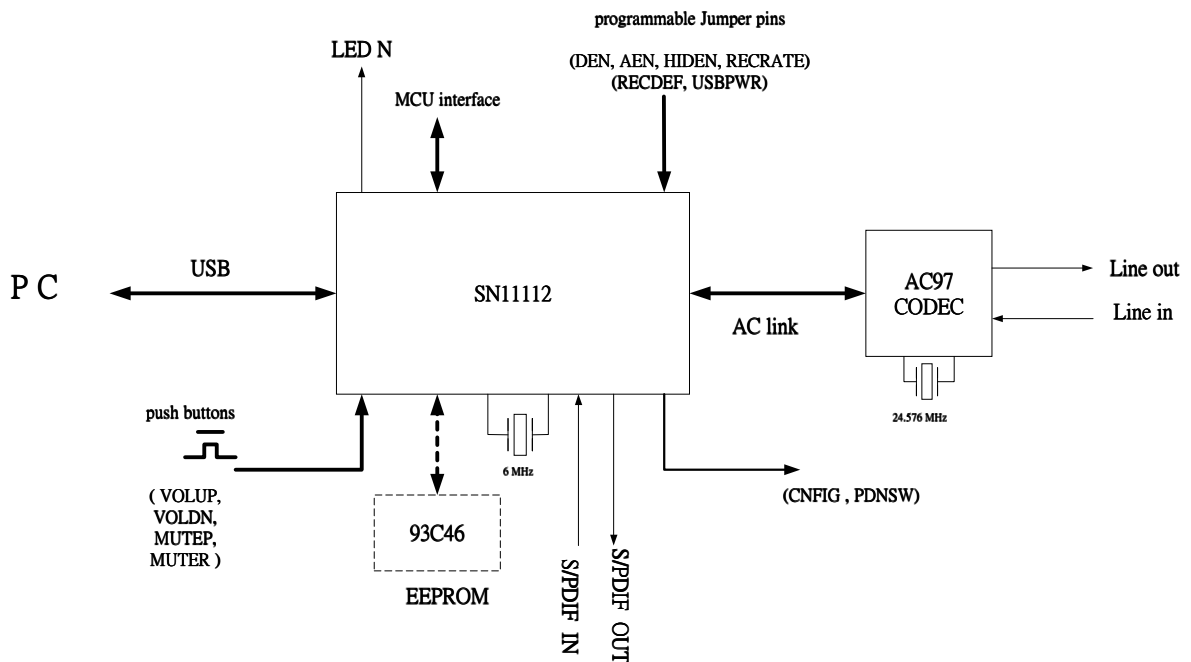 programmable Jumper pins
LED N
(DEN, AEN, HIDEN, RECRATE)
(RECDEF, USBPWR)
MCU interface
P C
USB
SN11112
AC link
AC97
CODEC
Line out
Line in
24.576 MHz
push buttons
( VOLUP,
VOLDN,
MUTEP,
MUTER )
6 MHz
93C46
EEPROM
S/PDIF IN
S/PDIF OUT
(CNFIG , PDNSW)